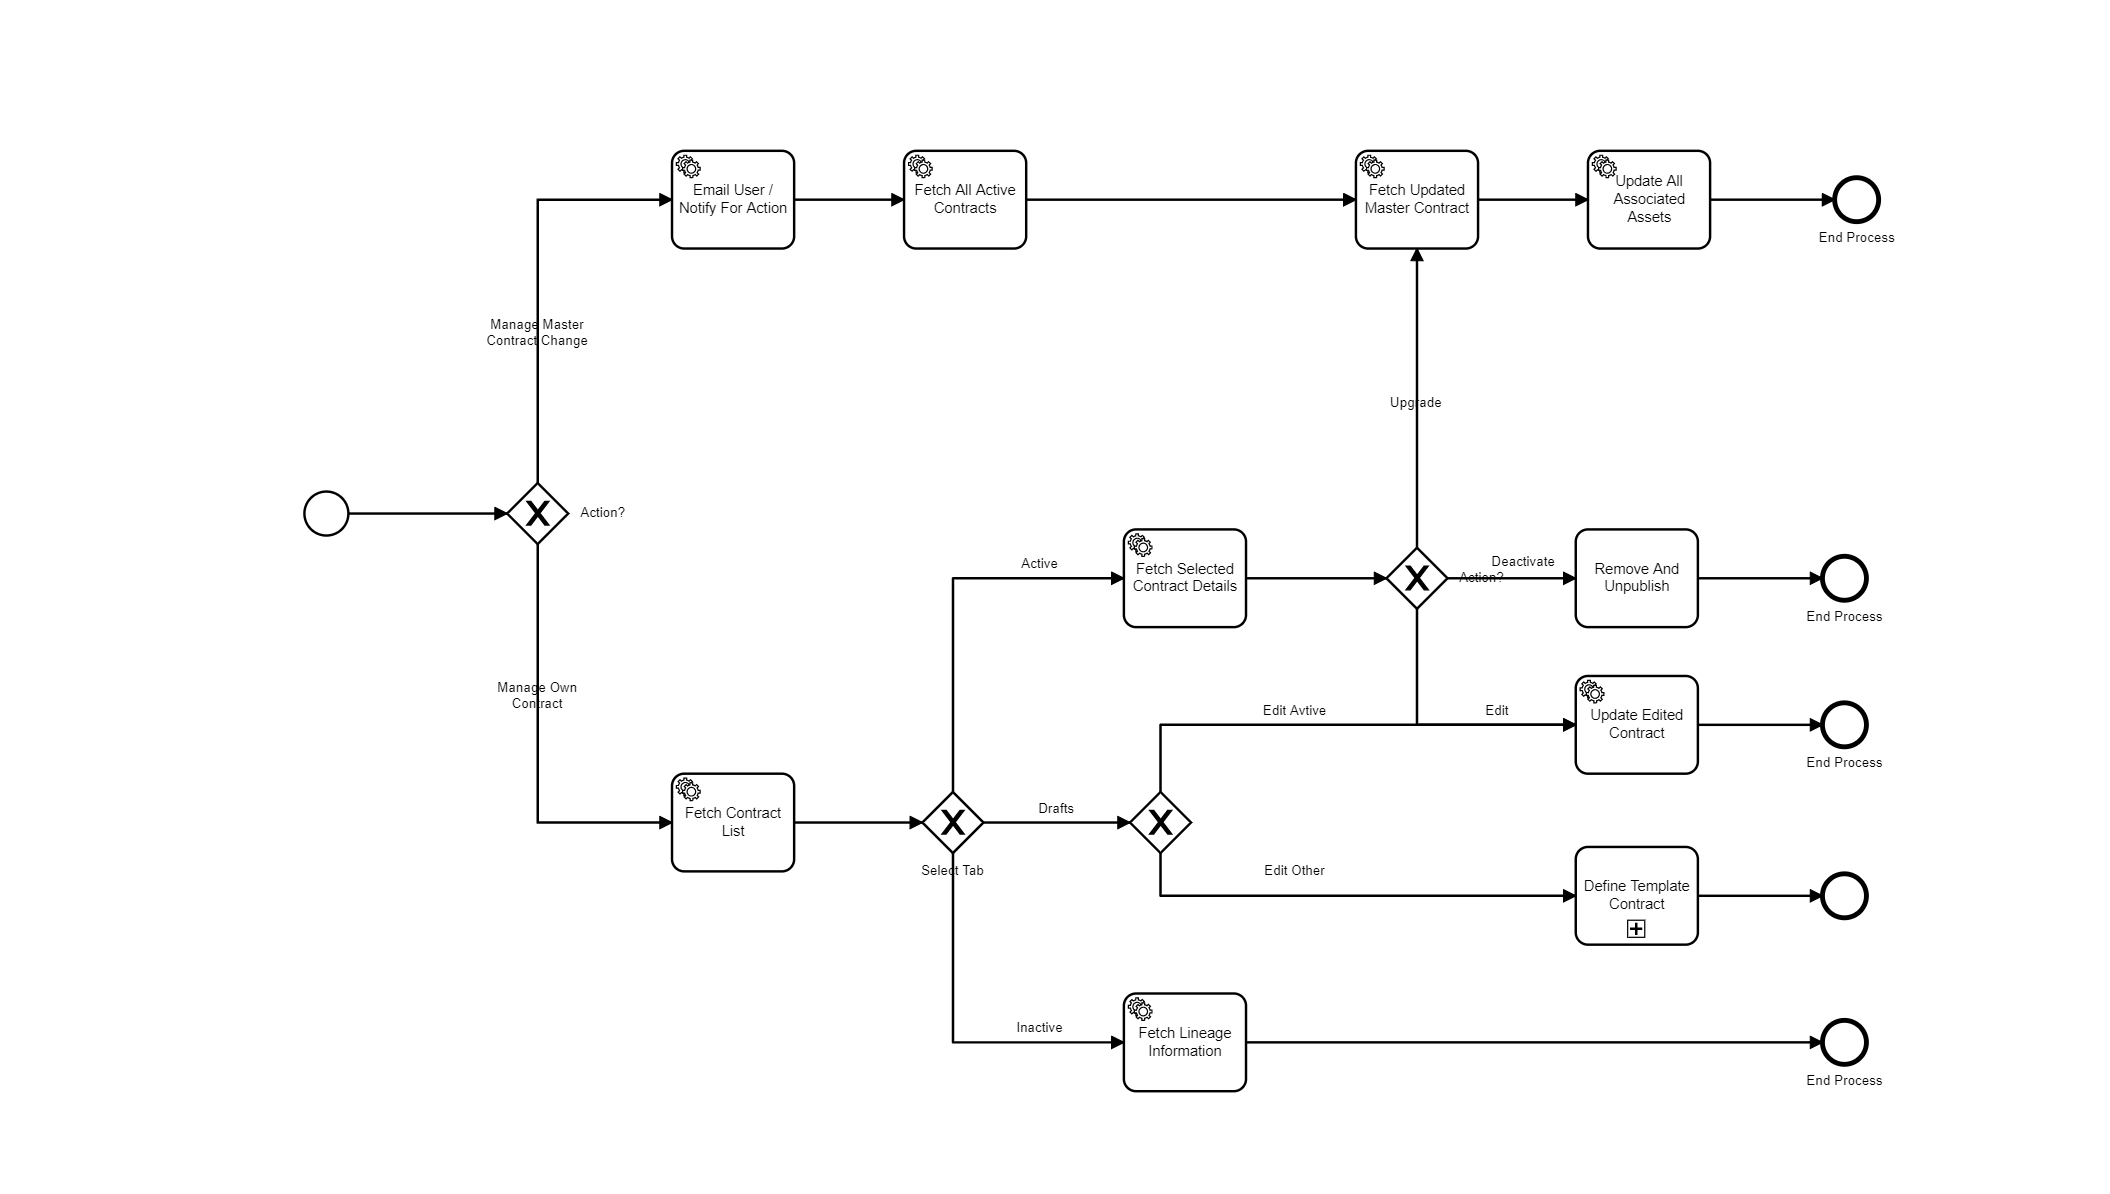 Email User /
Notify For Action
Fetch All Active
Contracts
Fetch Updated
Master Contract
Update All
Associated
Assets
End Process
Manage Master
Contract Change
Upgrade
Action?
Active
Fetch Selected
Contract Details
Action?
Deactivate
Remove And
Unpublish
End Process
Manage Own
Contract
Edit Avtive
Edit
Update Edited
Contract
End Process
Fetch Contract
List
Select Tab
Drafts
Edit Other
Define Template
Contract
Inactive
Fetch Lineage
Information
End Process